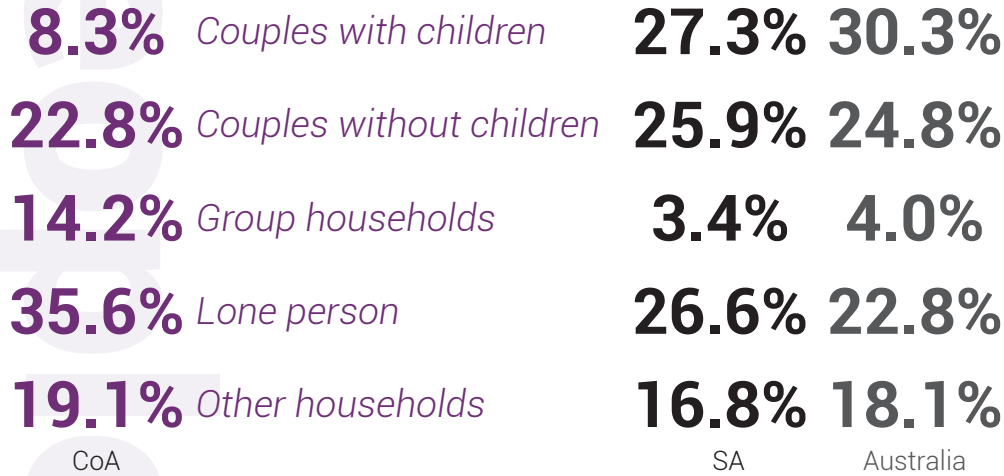 8.3% Couples with children 27.3% 30.3%
22.8% Couples without children 25.9% 24.8%
14.2% Group households 3.4% 4.0%
35.6% Lone person 26.6% 22.8%
19.1% Other households 16.8% 18.1%
CoA SA Australia